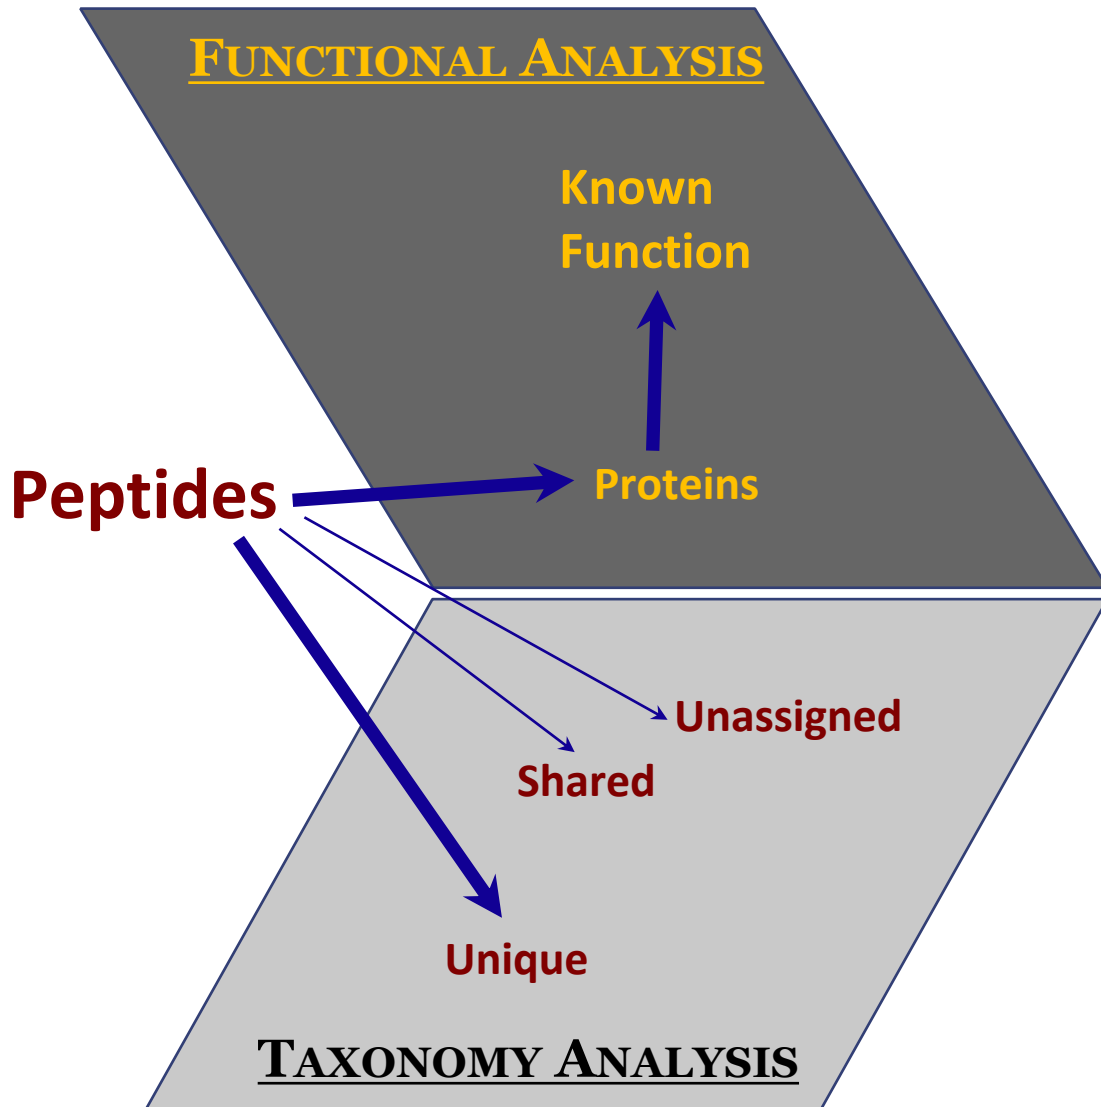 FUNCTIONAL ANALYSIS
Known
Function
Peptides
Proteins
Unassigned
Shared
Unique
TAXONOMY ANALYSIS